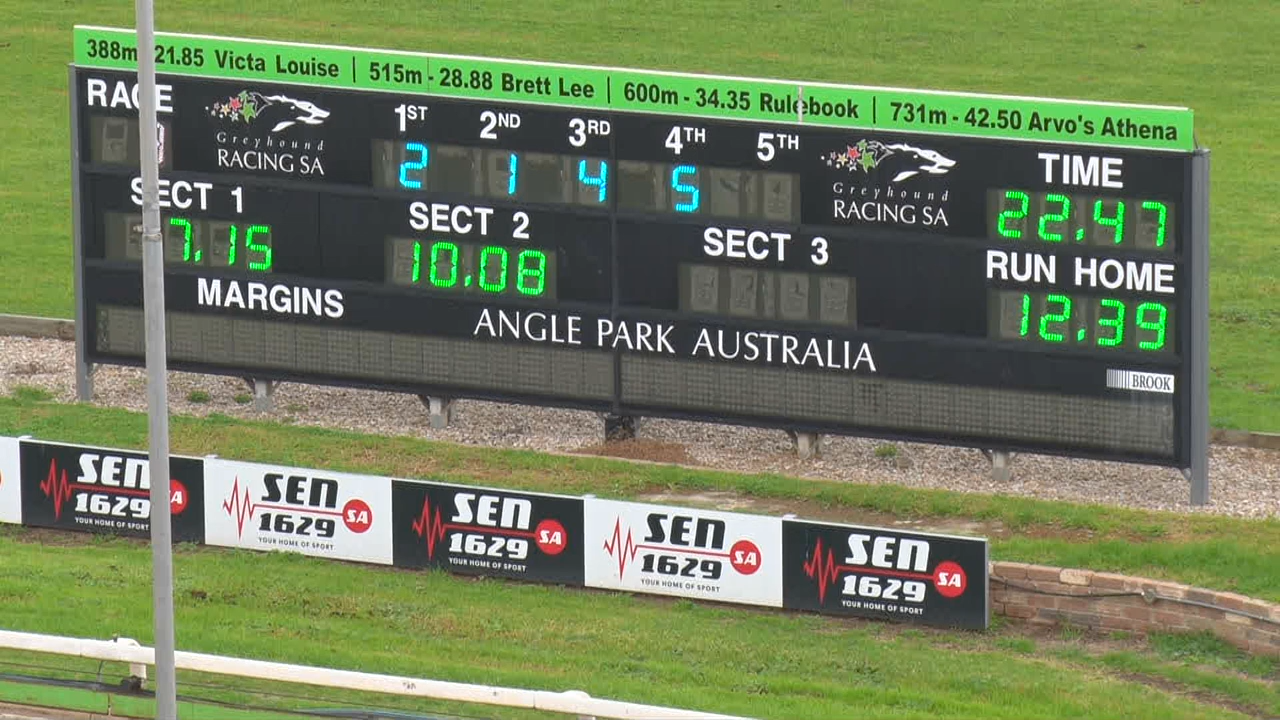 388m - 21.85 Victa Louise | 515m - 28.88 Brett Lee | 600m - 34.35 Rulebook | 731m - 42.50 Arvo's Athena
RACE
Greyhound
RACING SA
1ST 2ND 3RD 4TH 5TH
2 1 4 5
Greyhound
RACING SA
TIME
22.47
SECT 1
7.15
SECT 2
10.08
SECT 3
RUN HOME
12.39
MARGINS
ANGLE PARK AUSTRALIA
BROOK
SEN
1629
SA
YOUR HOME OF SPORT
SEN
1629
SA
YOUR HOME OF SPORT
SEN
1629
SA
YOUR HOME OF SPORT
SEN
1629
SA
YOUR HOME OF SPORT
SEN
1629
SA
YOUR HOME OF SPORT